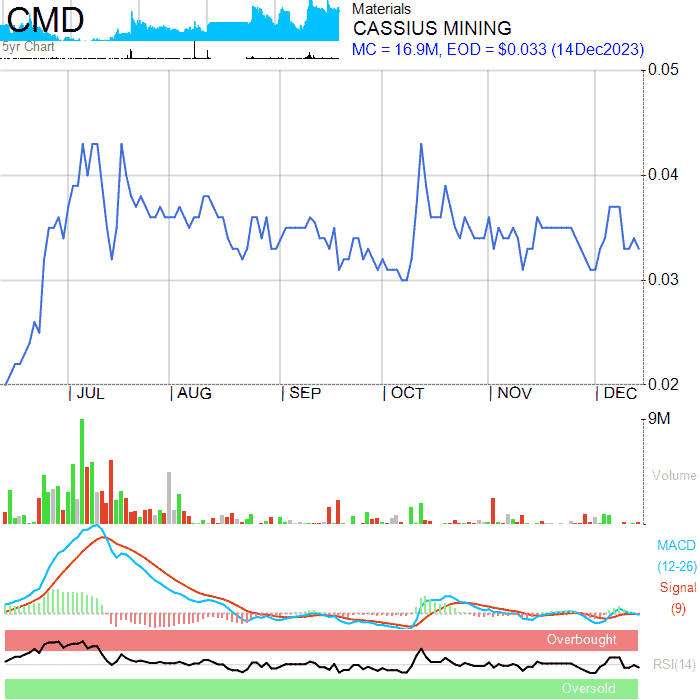 CMD
5yr Chart
Materials
CASSIUS MINING
MC = 16.9M, EOD = $0.033 (14Dec2023)
0.05
0.04
0.03
0.02
JUL AUG SEP OCT NOV DEC
9M
Volume
MACD
(12-26)
Signal
(9)
Overbought
RSI(14)
Oversold